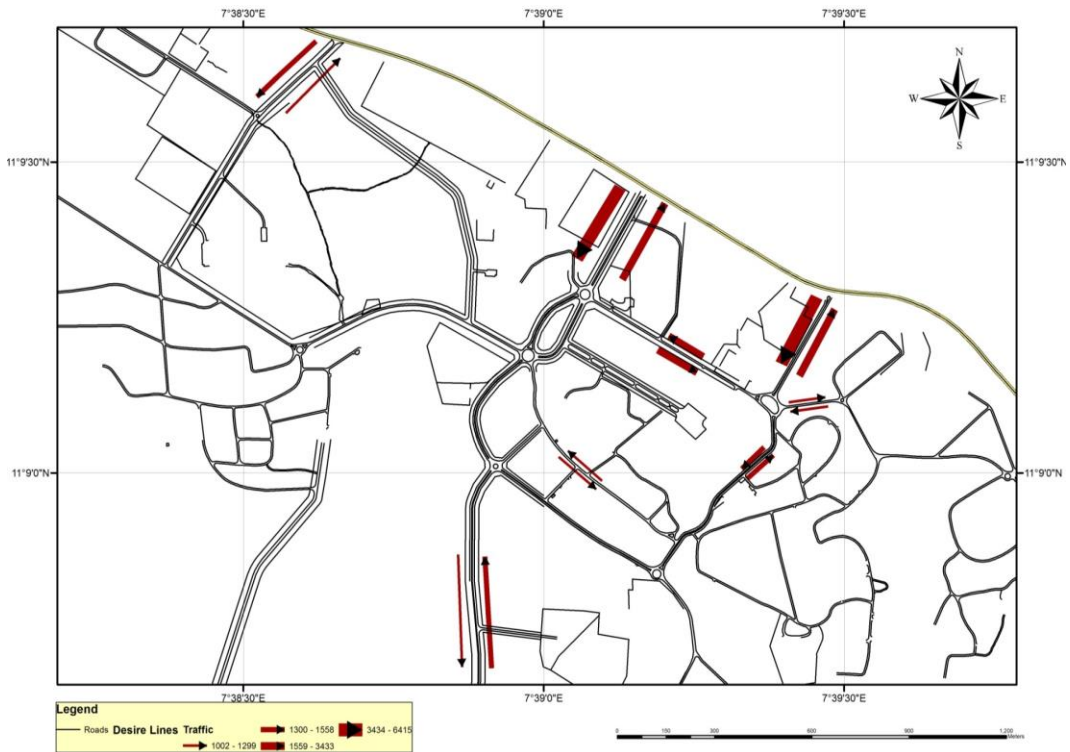 7°38'30"E 7°39'0"E 7°39'30"E
N
W E
S
11°9'30"N 11°9'30"N
11°9'0"N 11°9'0"N
7°38'30"E 7°39'0"E 7°39'30"E
Legend
Roads Desire Lines Traffic
1300 - 1558
3434 - 6415
1002 - 1299
1559 - 3433
0 150 300 600 900 1,200
Meters